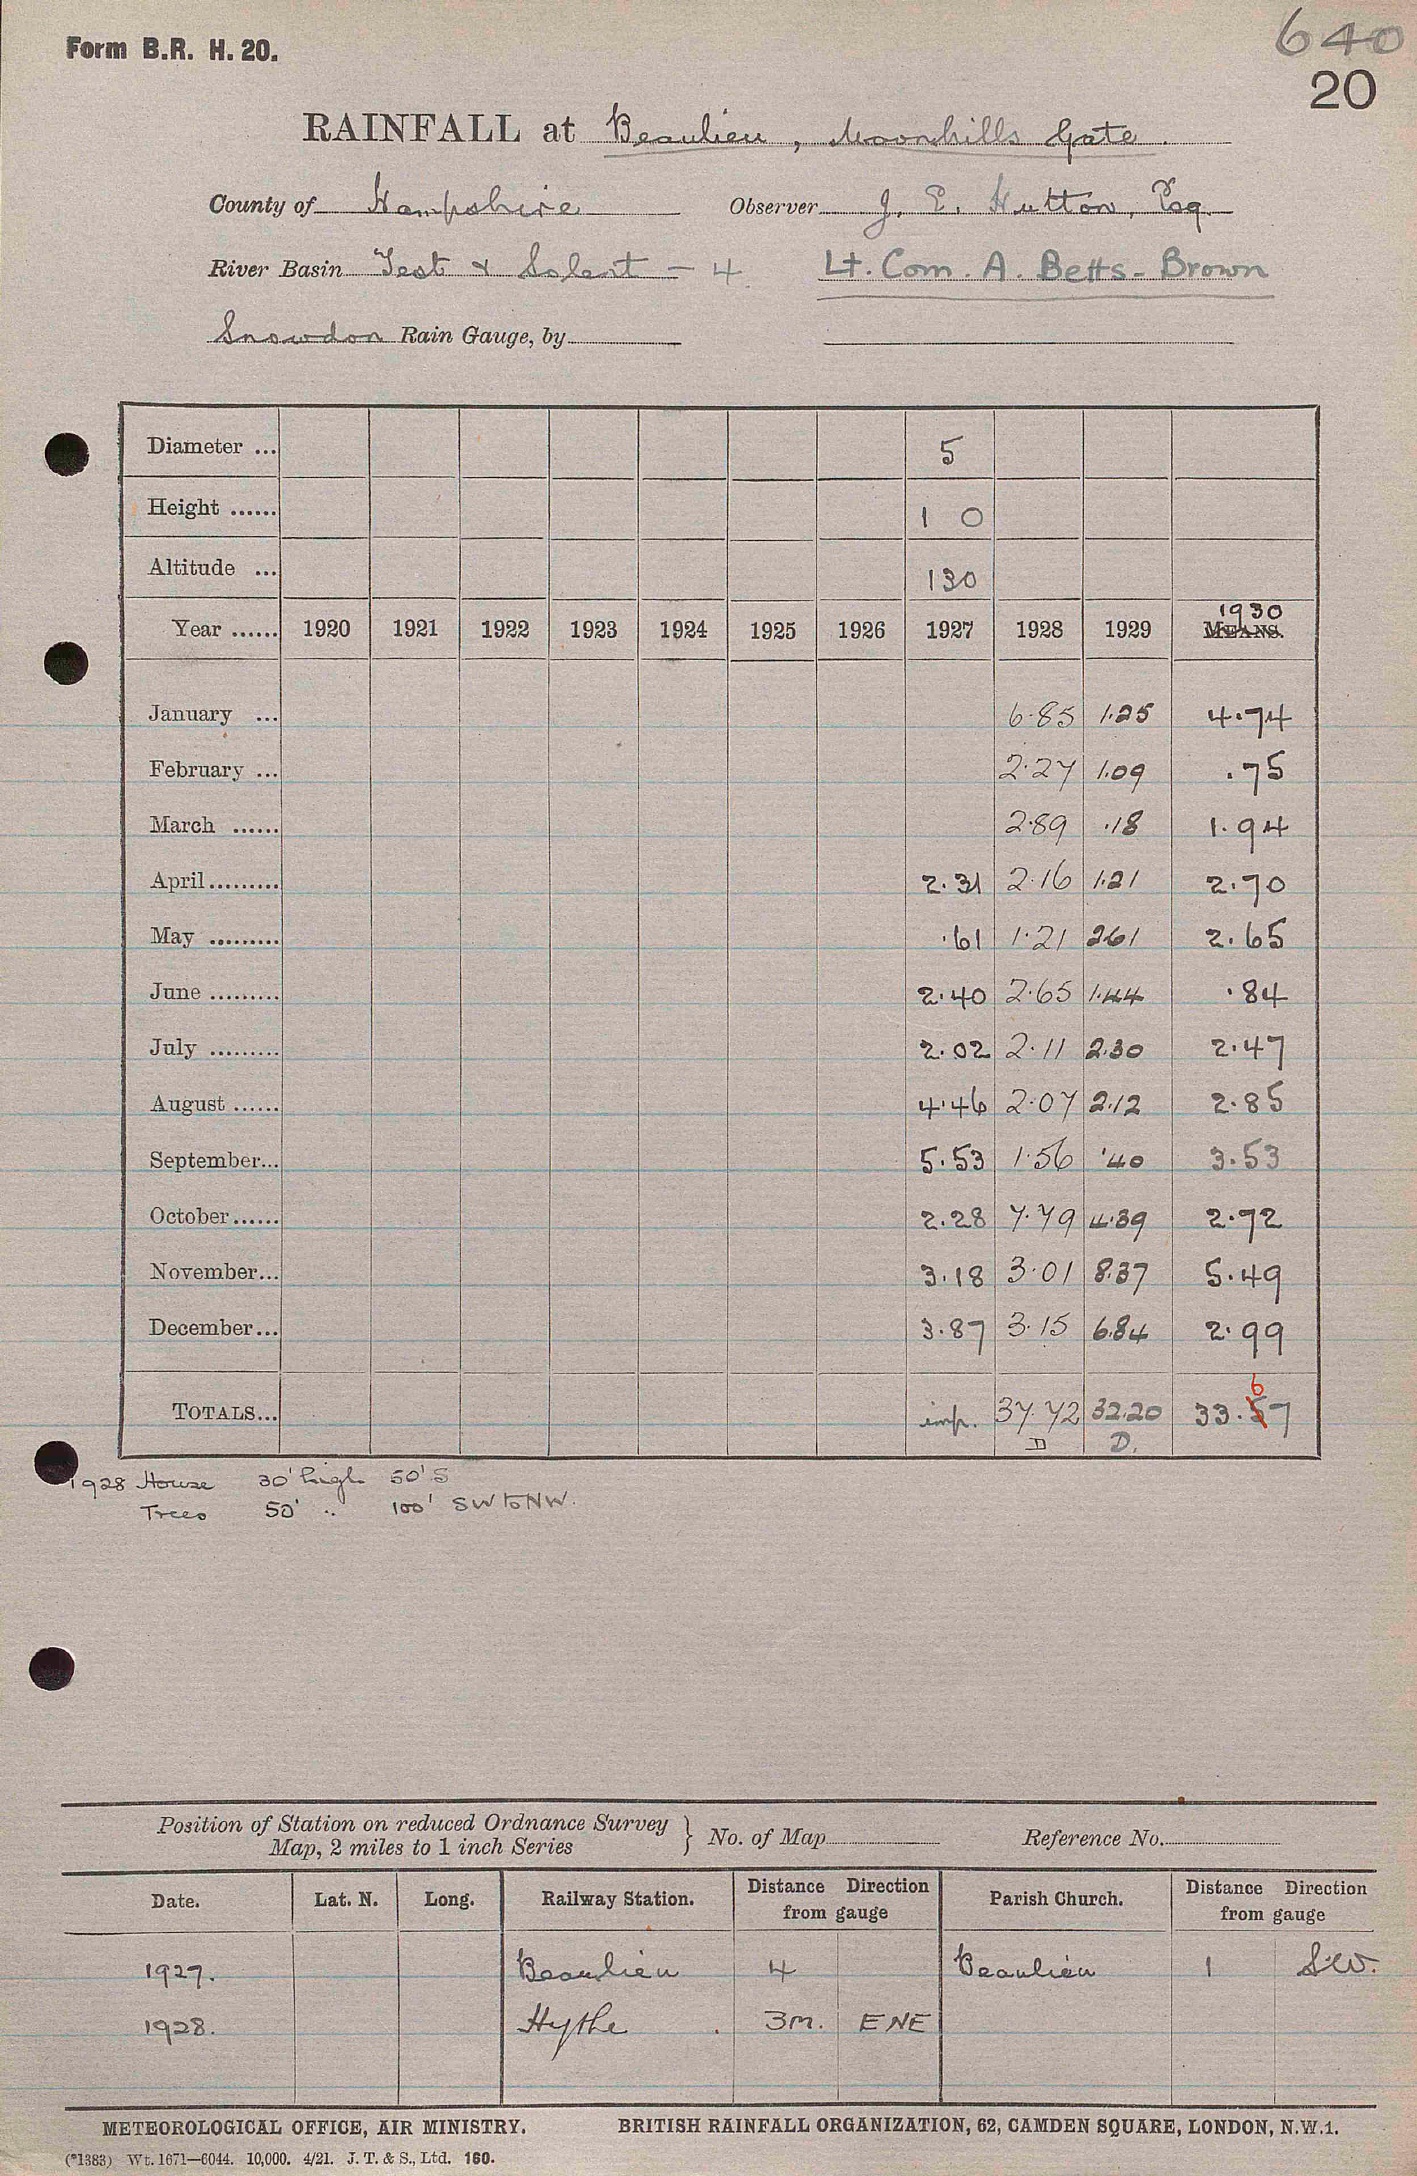 640
Form B.R. H. 20.
20
RAINFALL at Beaulieu, Moonhills Gate.
County of Hampshire Observer J. E. Hutton, Esq.
River Basin Test & Solent - 4 Lt. Com. A. Betts-Brown
Snowdon Rain Gauge, by
Diameter ... 5
Height ...... 1 0
Altitude ... 130
Year ...... 1920 1921 1922 1923 1924 1925 1926 1927 1928 1929 1930 MEANS.
January ... 6.85 1.25 4.74
February ... 2.27 1.09 .75
March ...... 2.89 .18 1.94
April ......... 2.31 2.16 1.21 2.70
May ......... .61 1.21 2.61 2.65
June ......... 2.40 2.65 1.44 .84
July ......... 2.02 2.11 2.30 2.47
August ...... 4.46 2.07 2.12 2.85
September... 5.53 1.56 .40 3.53
October...... 2.28 7.79 4.39 2.72
November... 3.18 3.01 8.37 5.49
December... 3.87 3.15 6.84 2.99
6
TOTALS... imp. 37.72 32.20 33.57
D D.
1928 House 30' high 50' S
Trees 50' .. 100' SW to NW.
Position of Station on reduced Ordnance Survey
Map, 2 miles to 1 inch Series } No. of Map Reference No.
Date. Lat. N. Long. Railway Station. Distance Direction from gauge Parish Church. Distance Direction from gauge
1927. Beaulieu 4 Beaulieu 1 S.W.
1928. Hythe 3m. ENE
METEOROLOGICAL OFFICE, AIR MINISTRY. BRITISH RAINFALL ORGANIZATION, 62, CAMDEN SQUARE, LONDON, N.W.1.
(*1383) Wt. 1671—6044. 10,000. 4/21. J. T. & S., Ltd. 160.